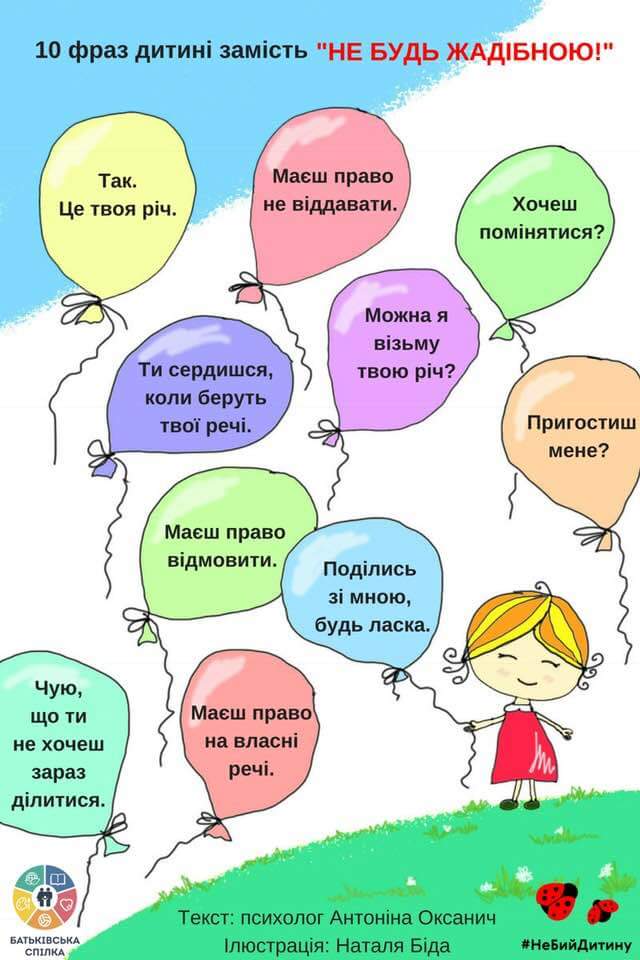 10 фраз дитині замість "НЕ БУДЬ ЖАДІБНОЮ!"
Так.
Це твоя річ.
Маєш право
не віддавати.
Хочеш
помінятися?
Можна я
візьму
твою річ?
Ти сердишся,
коли беруть
твої речі.
Пригостиш
мене?
Маєш право
відмовити.
Поділись
зі мною,
будь ласка.
Чую,
що ти
не хочеш
зараз
ділитися.
Маєш право
на власні
речі.
Текст: психолог Антоніна Оксанич
Ілюстрація: Наталя Біда
БАТЬКІВСЬКА
СПІЛКА
#НеБийДитину